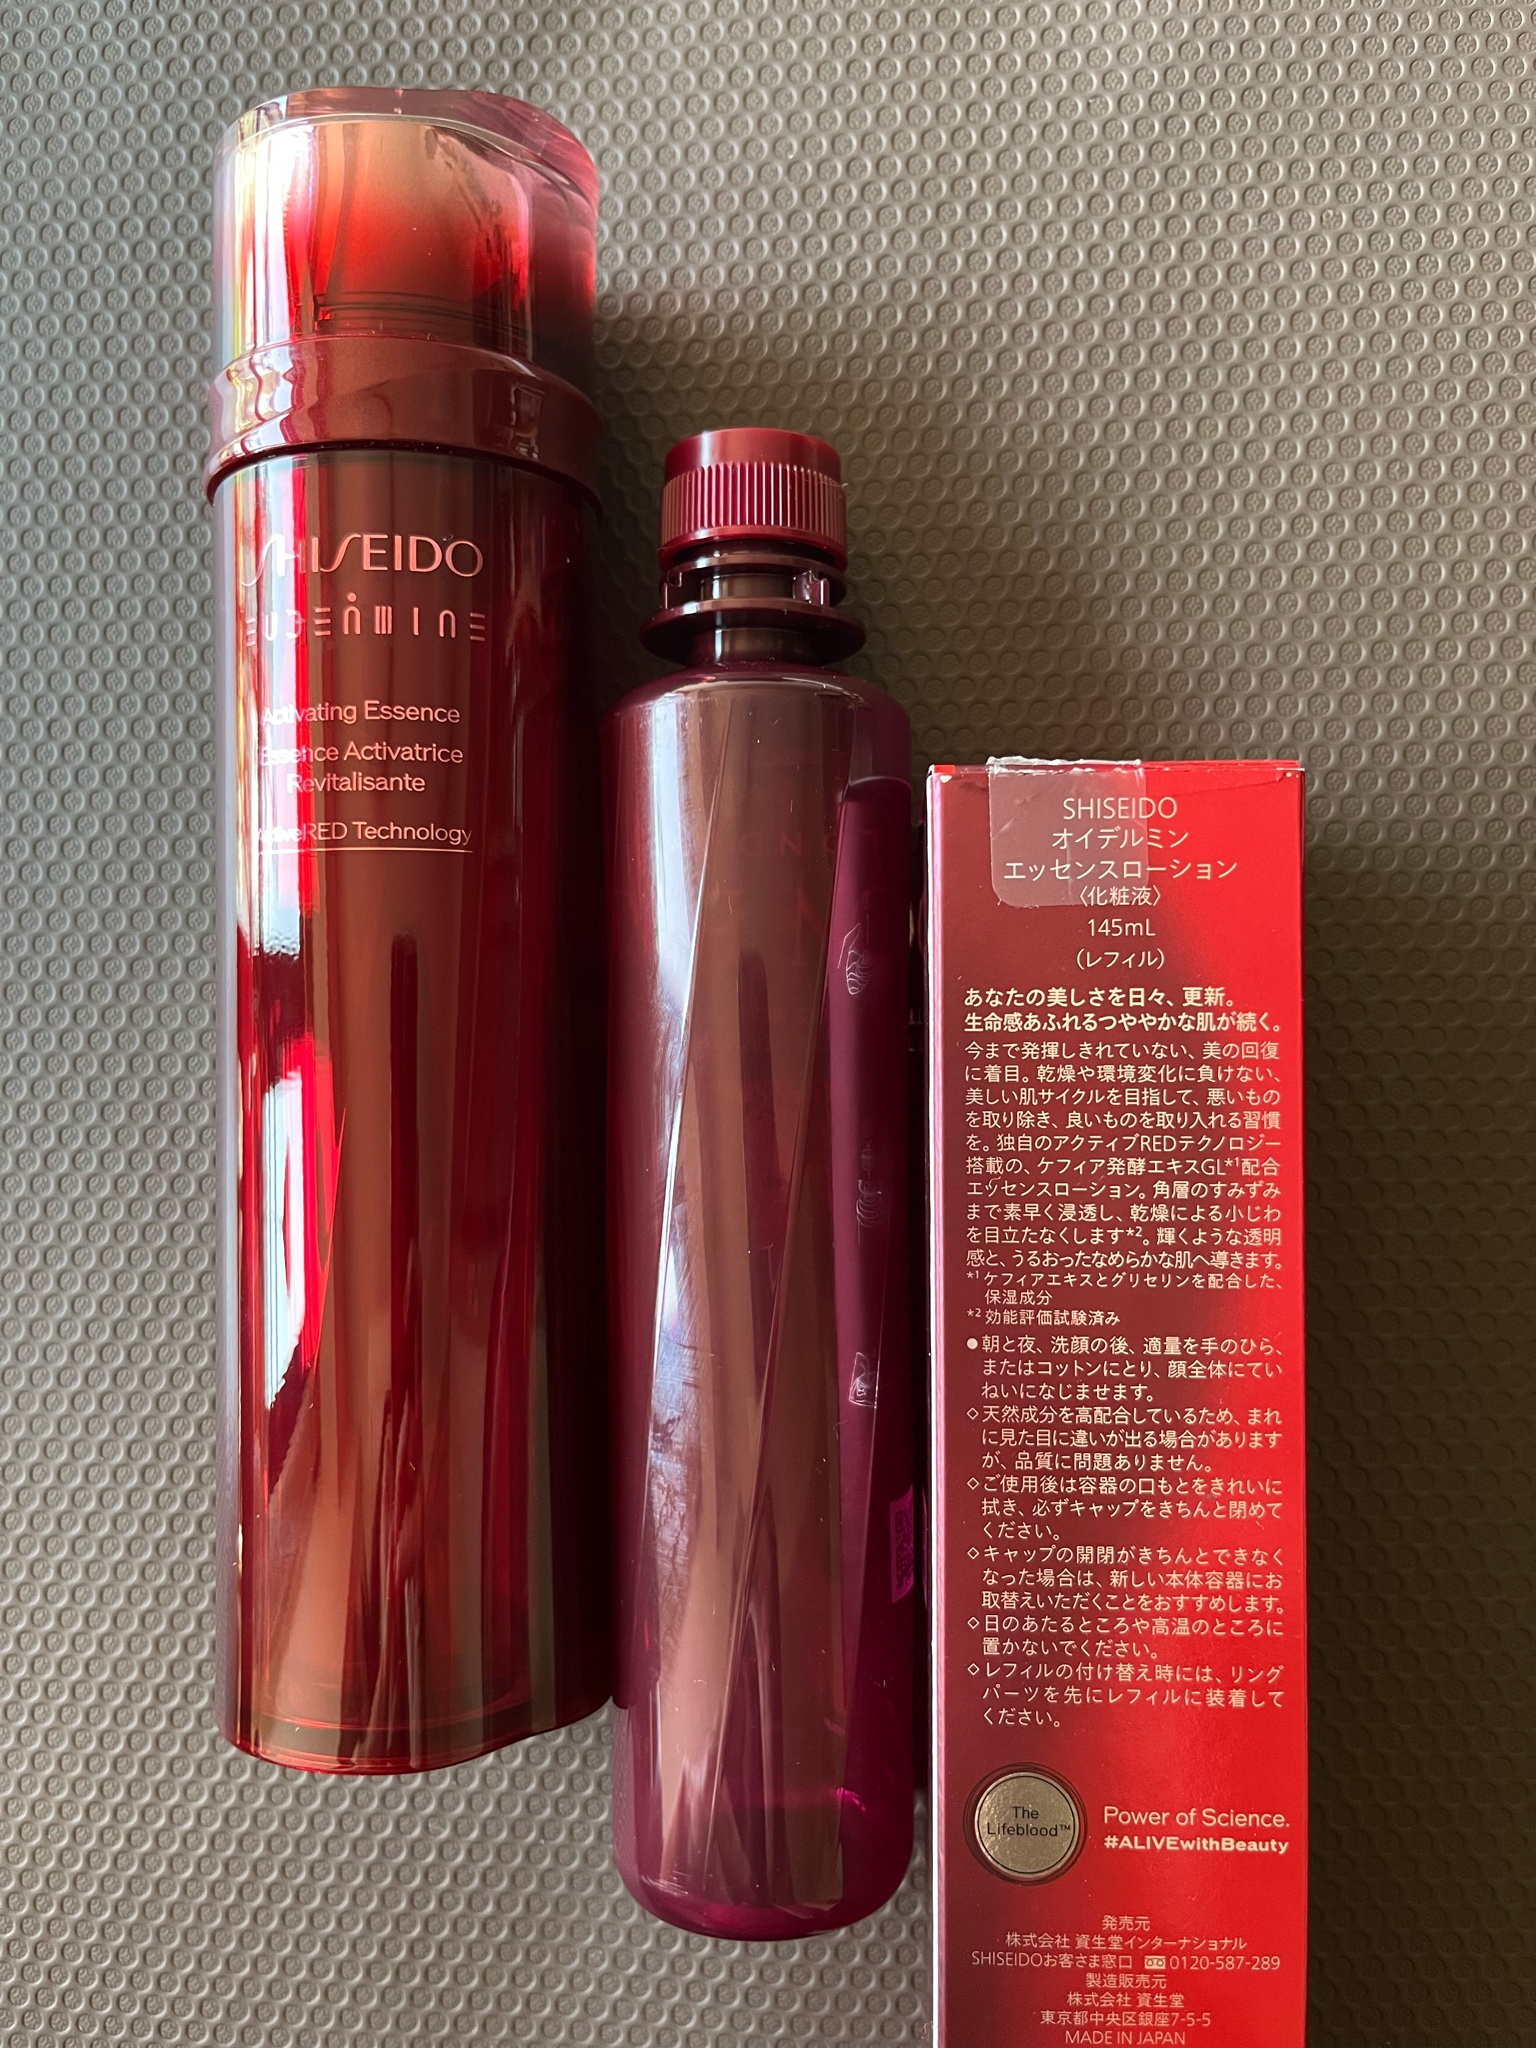 SHISEIDO
EUDERMINE
Activating Essence
Essence Activatrice
Revitalisante
ActiveRED Technology
SHISEIDO
オイデルミン
エッセンスローション
〈化粧液〉
145mL
(レフィル)
あなたの美しさを日々、更新。
生命感あふれるつややかな肌が続く。
今まで発揮しきれていない、美の回復
に着目。乾燥や環境変化に負けない、
美しい肌サイクルを目指して、悪いもの
を取り除き、良いものを取り入れる習慣
を。独自のアクティブREDテクノロジー
搭載の、ケフィア発酵エキスGL*1配合
エッセンスローション。角層のすみずみ
まで素早く浸透し、乾燥による小じわ
を目立たなくします*2。輝くような透明
感と、うるおったなめらかな肌へ導きます。
*1 ケフィアエキスとグリセリンを配合した、
保湿成分
*2 効能評価試験済み
●朝と夜、洗顔の後、適量を手のひら、
またはコットンにとり、顔全体にてい
ねいになじませます。
◇天然成分を高配合しているため、まれ
に見た目に違いが出る場合があります
が、品質に問題ありません。
◇ご使用後は容器の口もとをきれいに
拭き、必ずキャップをきちんと閉めて
ください。
◇キャップの開閉がきちんとできなく
なった場合は、新しい本体容器にお
取替えいただくことをおすすめします。
◇日のあたるところや高温のところに
置かないでください。
◇レフィルの付け替え時には、リング
パーツを先にレフィルに装着して
ください。
The
Lifeblood™
Power of Science.
#ALIVEwithBeauty
発売元
株式会社 資生堂インターナショナル
SHISEIDOお客さま窓口 0120-587-289
製造販売元
株式会社 資生堂
東京都中央区銀座7-5-5
MADE IN JAPAN